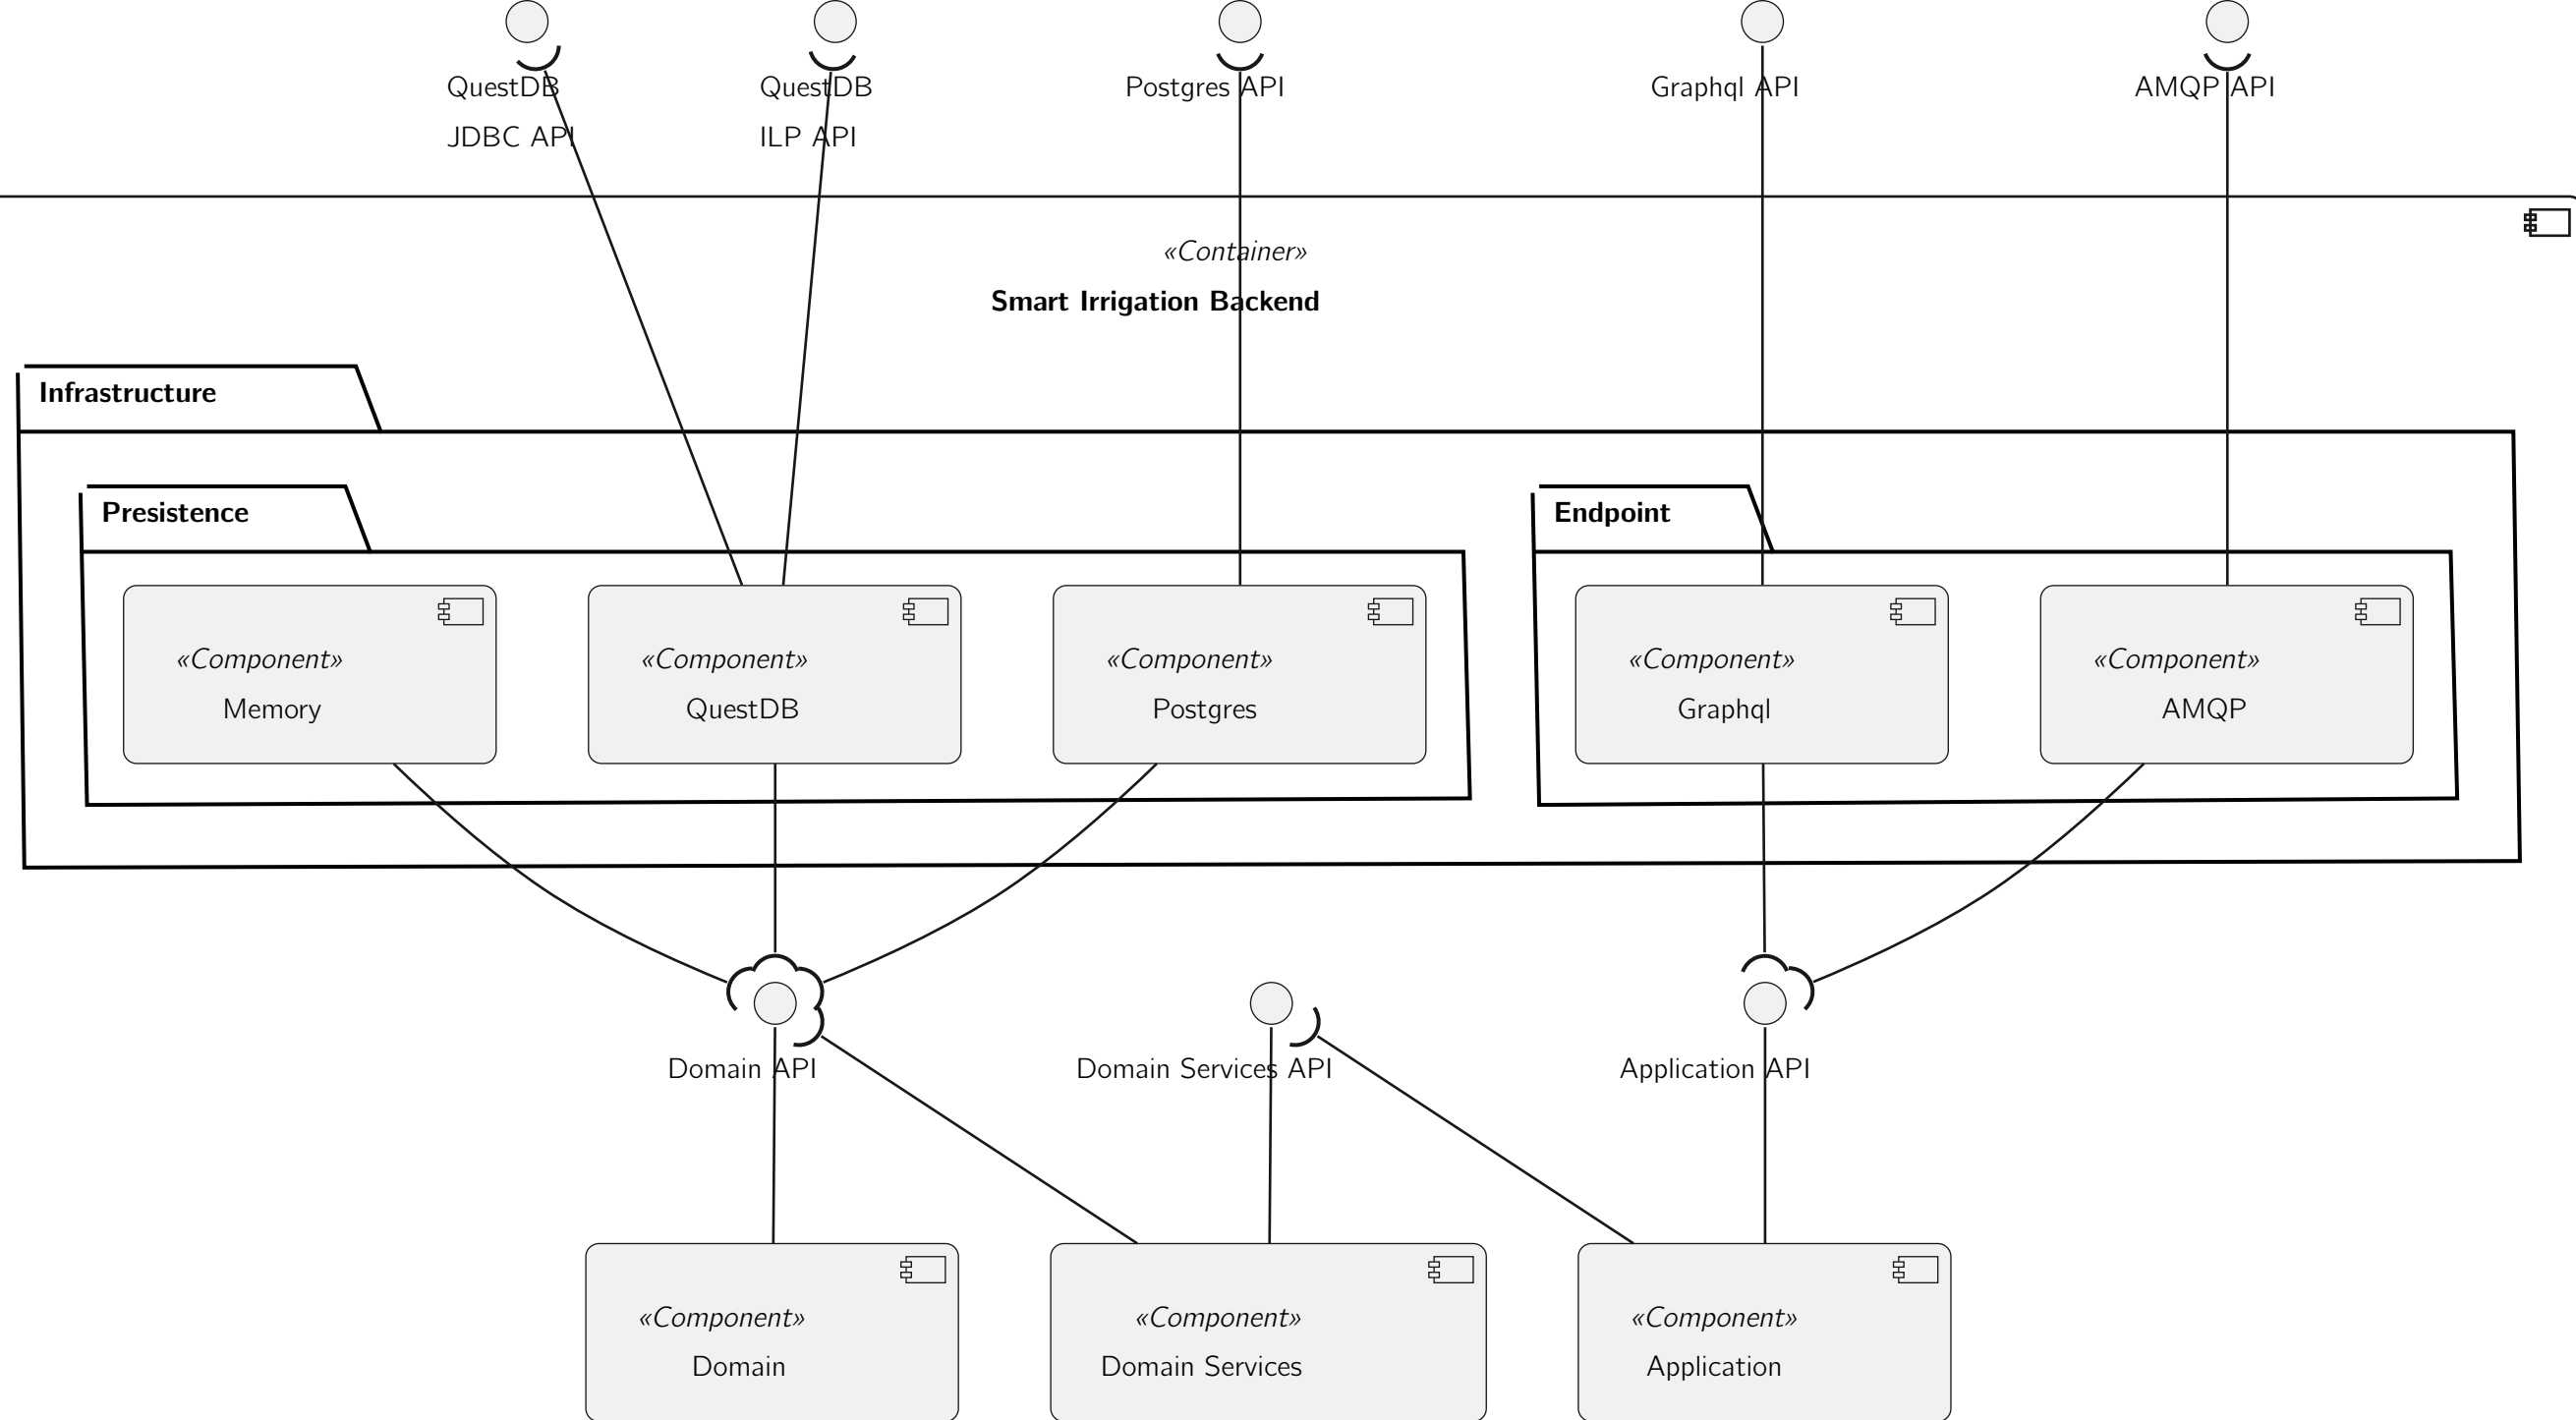 QuestDB
JDBC API
QuestDB
ILP API
Postgres API
Graphql API
AMQP API
«Container»
Smart Irrigation Backend
Infrastructure
Presistence
Endpoint
«Component»
Memory
«Component»
QuestDB
«Component»
Postgres
«Component»
Graphql
«Component»
AMQP
Domain API
Domain Services API
Application API
«Component»
Domain
«Component»
Domain Services
«Component»
Application